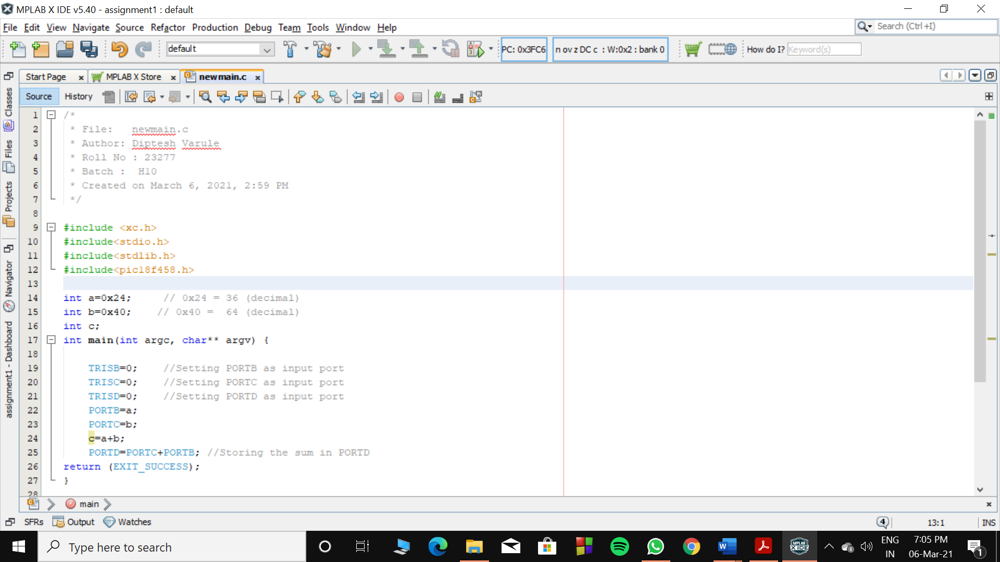 MPLAB X IDE v5.40 - assignment1 : default
File Edit View Navigate Source Refactor Production Debug Team Tools Window Help
Search (Ctrl+I)
default
PC: 0x3FC6
n ov z DC c : W:0x2 : bank 0
How do I?
Keyword(s)
Start Page
MPLAB X Store
newmain.c
Source
History
Classes
Files
Projects
Navigator
assignment1 - Dashboard
1 /*
2 * File: newmain.c
3 * Author: Diptesh Varule
4 * Roll No : 23277
5 * Batch : H10
6 * Created on March 6, 2021, 2:59 PM
7 */
8
9 #include <xc.h>
10 #include<stdio.h>
11 #include<stdlib.h>
12 #include<pic18f458.h>
13
14 int a=0x24; // 0x24 = 36 (decimal)
15 int b=0x40; // 0x40 = 64 (decimal)
16 int c;
17 int main(int argc, char** argv) {
18
19 TRISB=0; //Setting PORTB as input port
20 TRISC=0; //Setting PORTC as input port
21 TRISD=0; //Setting PORTD as input port
22 PORTB=a;
23 PORTC=b;
24 c=a+b;
25 PORTD=PORTC+PORTB; //Storing the sum in PORTD
26 return (EXIT_SUCCESS);
27 }
28
main
SFRs
Output
Watches
4
13:1
INS
Type here to search
ENG
IN
7:05 PM
06-Mar-21
1